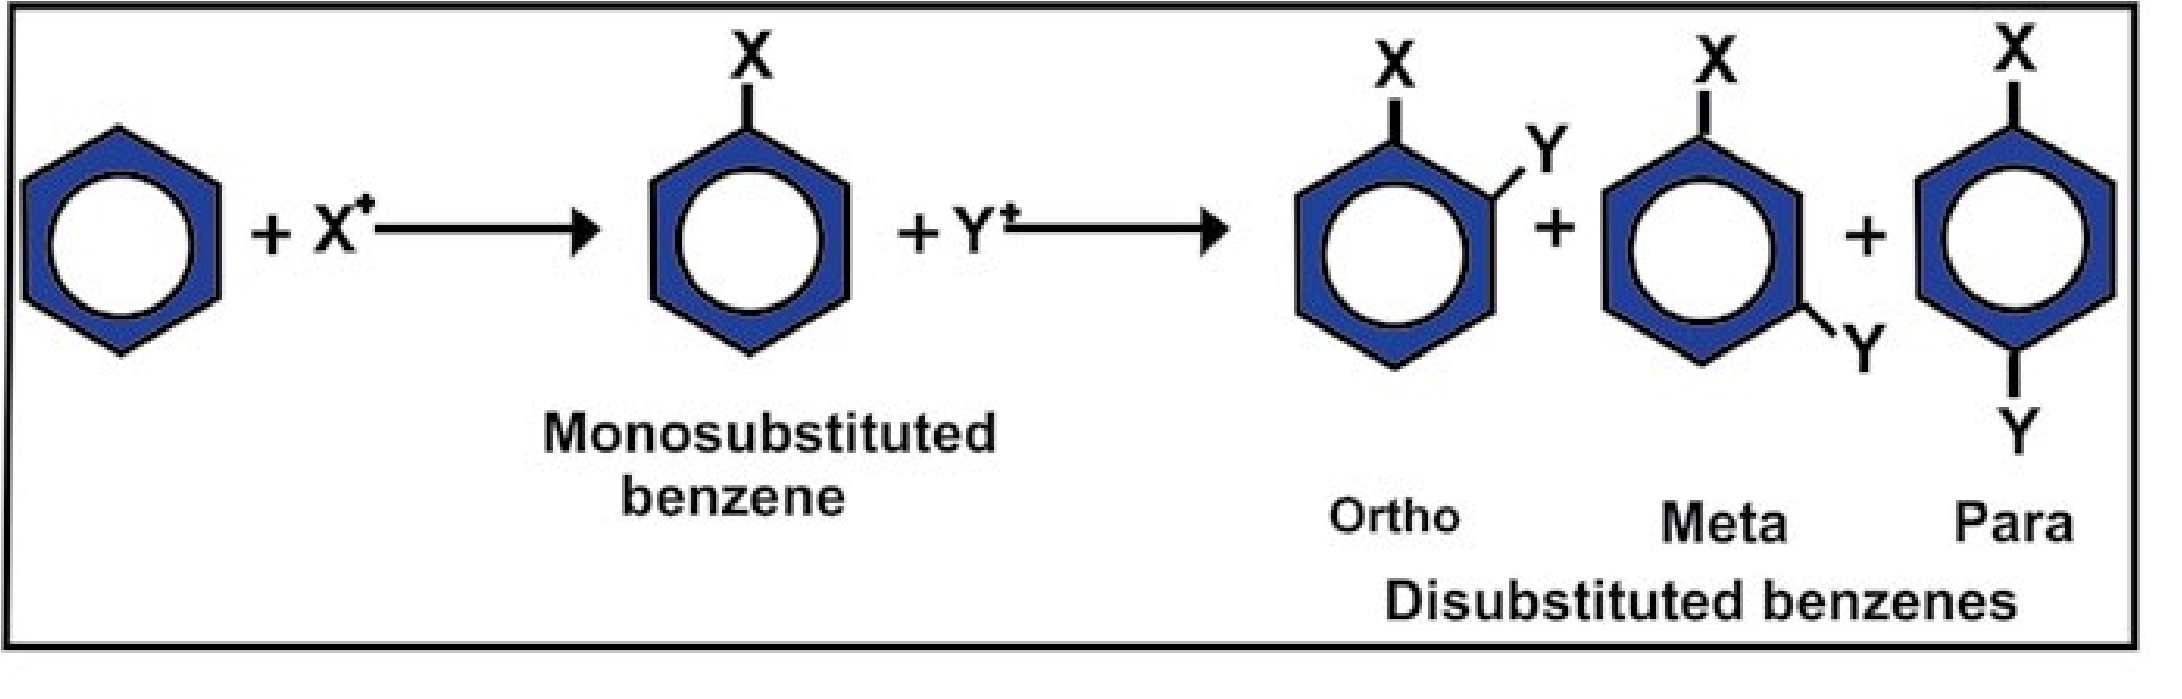 X X X X
Y
+ X⁺ + Y⁺ + +
Y
Y
Monosubstituted
benzene
Ortho Meta Para
Disubstituted benzenes